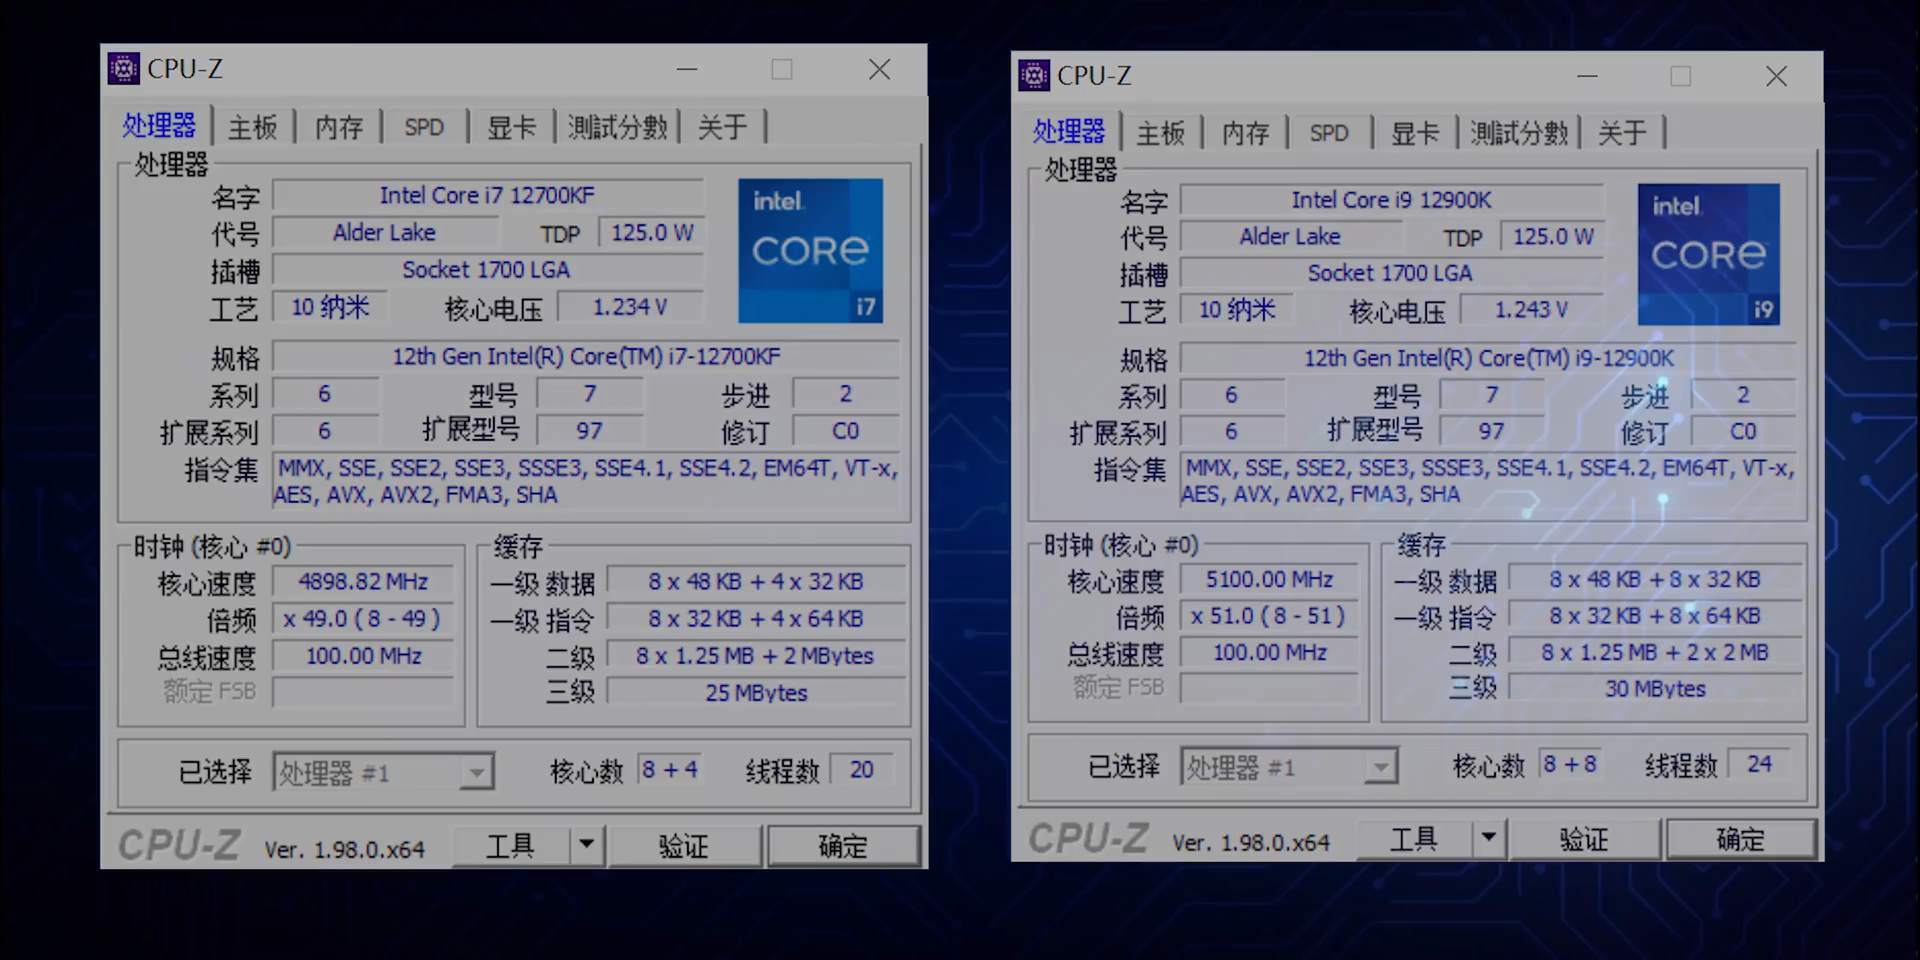 CPU-Z
处理器 主板 内存 SPD 显卡 測試分數 关于
处理器
名字 Intel Core i7 12700KF
代号 Alder Lake TDP 125.0 W
插槽 Socket 1700 LGA
工艺 10 纳米 核心电压 1.234 V
intel
CORE
i7
规格 12th Gen Intel(R) Core(TM) i7-12700KF
系列 6 型号 7 步进 2
扩展系列 6 扩展型号 97 修订 C0
指令集 MMX, SSE, SSE2, SSE3, SSSE3, SSE4.1, SSE4.2, EM64T, VT-x,
AES, AVX, AVX2, FMA3, SHA
时钟 (核心 #0)
核心速度 4898.82 MHz
倍频 x 49.0 ( 8 - 49 )
总线速度 100.00 MHz
额定 FSB
缓存
一级 数据 8 x 48 KB + 4 x 32 KB
一级 指令 8 x 32 KB + 4 x 64 KB
二级 8 x 1.25 MB + 2 MBytes
三级 25 MBytes
已选择 处理器 #1 核心数 8 + 4 线程数 20
CPU-Z Ver. 1.98.0.x64 工具 验证 确定
CPU-Z
处理器 主板 内存 SPD 显卡 測試分數 关于
处理器
名字 Intel Core i9 12900K
代号 Alder Lake TDP 125.0 W
插槽 Socket 1700 LGA
工艺 10 纳米 核心电压 1.243 V
intel
CORE
i9
规格 12th Gen Intel(R) Core(TM) i9-12900K
系列 6 型号 7 步进 2
扩展系列 6 扩展型号 97 修订 C0
指令集 MMX, SSE, SSE2, SSE3, SSSE3, SSE4.1, SSE4.2, EM64T, VT-x,
AES, AVX, AVX2, FMA3, SHA
时钟 (核心 #0)
核心速度 5100.00 MHz
倍频 x 51.0 ( 8 - 51 )
总线速度 100.00 MHz
额定 FSB
缓存
一级 数据 8 x 48 KB + 8 x 32 KB
一级 指令 8 x 32 KB + 8 x 64 KB
二级 8 x 1.25 MB + 2 x 2 MB
三级 30 MBytes
已选择 处理器 #1 核心数 8 + 8 线程数 24
CPU-Z Ver. 1.98.0.x64 工具 验证 确定